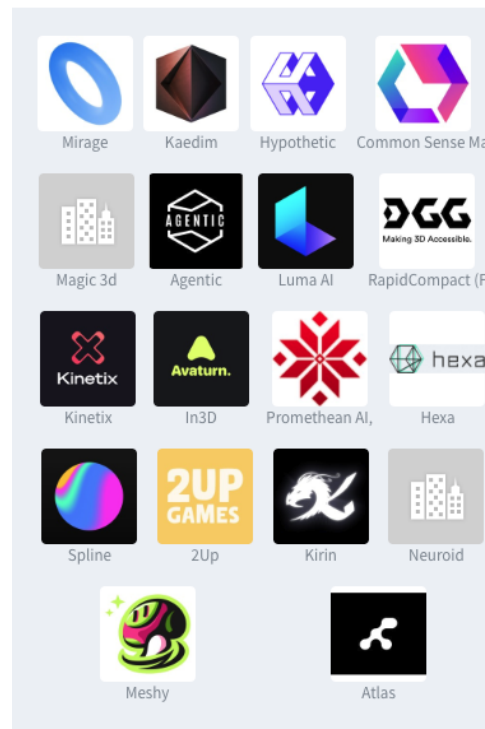 Mirage
Kaedim
Hypothetic
Common Sense Ma
AGENTIC
DGG
Making 3D Accessible.
Magic 3d
Agentic
Luma AI
RapidCompact (F
Kinetix
Avaturn.
hexa
Kinetix
In3D
Promethean AI,
Hexa
2UP
GAMES
Spline
2Up
Kirin
Neuroid
Meshy
Atlas